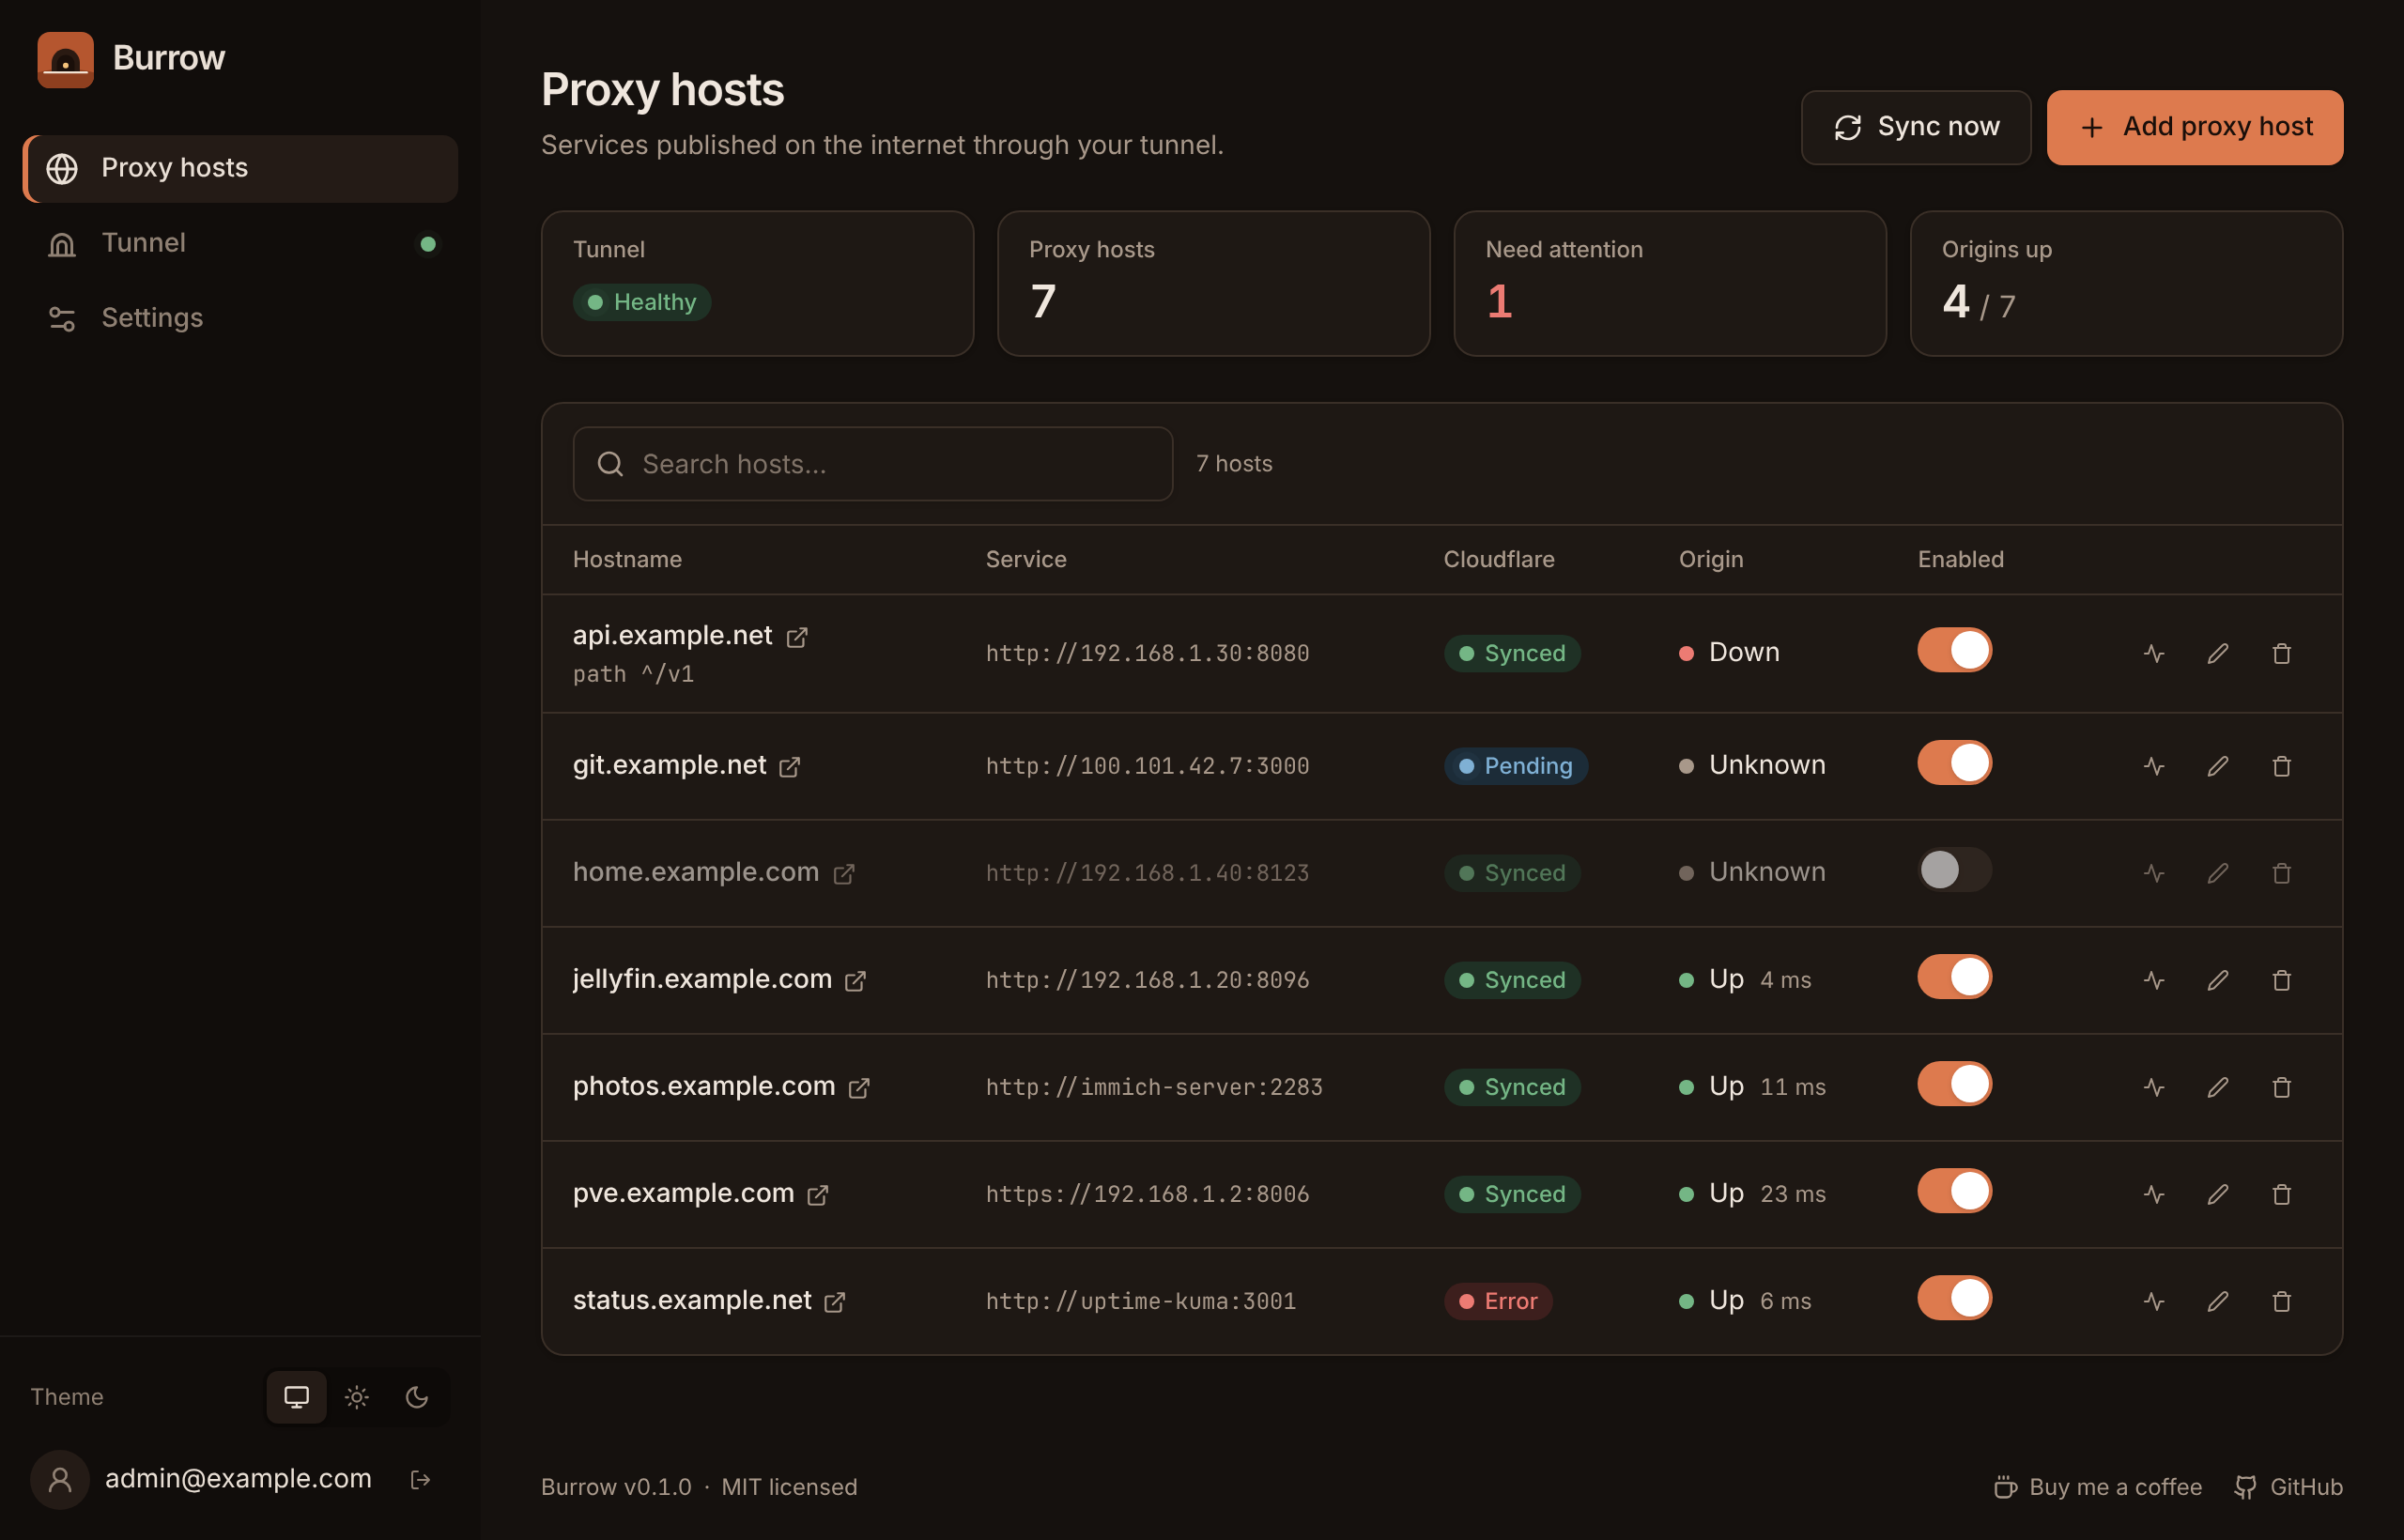 Burrow
Proxy hosts
Tunnel
Settings
Theme
admin@example.com
Proxy hosts
Services published on the internet through your tunnel.
Sync now
Add proxy host
Tunnel
Healthy
Proxy hosts
7
Need attention
1
Origins up
4 / 7
Search hosts...
7 hosts
Hostname Service Cloudflare Origin Enabled
api.example.net http://192.168.1.30:8080 Synced Down
path ^/v1
git.example.net http://100.101.42.7:3000 Pending Unknown
home.example.com http://192.168.1.40:8123 Synced Unknown
jellyfin.example.com http://192.168.1.20:8096 Synced Up 4 ms
photos.example.com http://immich-server:2283 Synced Up 11 ms
pve.example.com https://192.168.1.2:8006 Synced Up 23 ms
status.example.net http://uptime-kuma:3001 Error Up 6 ms
Burrow v0.1.0 · MIT licensed
Buy me a coffee
GitHub